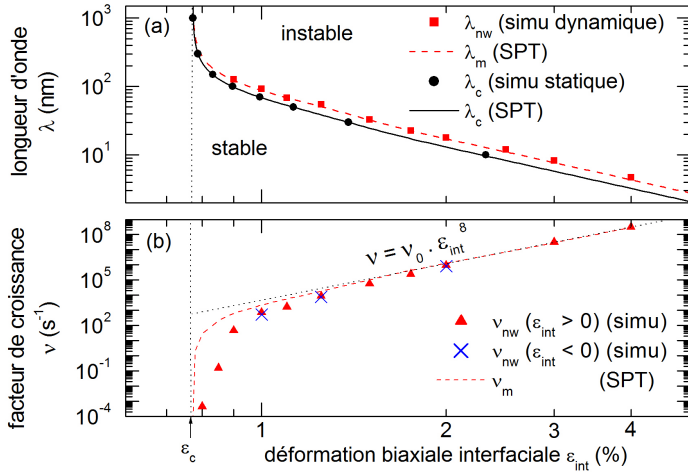 (a)
instable
stable
λnw (simu dynamique)
λm (SPT)
λc (simu statique)
λc (SPT)
longueur d'onde
λ (nm)
10³
10²
10¹
(b)
ν = ν₀ . εint⁸
νnw (εint > 0) (simu)
νnw (εint < 0) (simu)
νm (SPT)
facteur de croissance
ν (s⁻¹)
10⁸
10⁶
10⁴
10²
10⁻¹
10⁻⁴
εc
1
2
3
4
déformation biaxiale interfaciale εint (%)